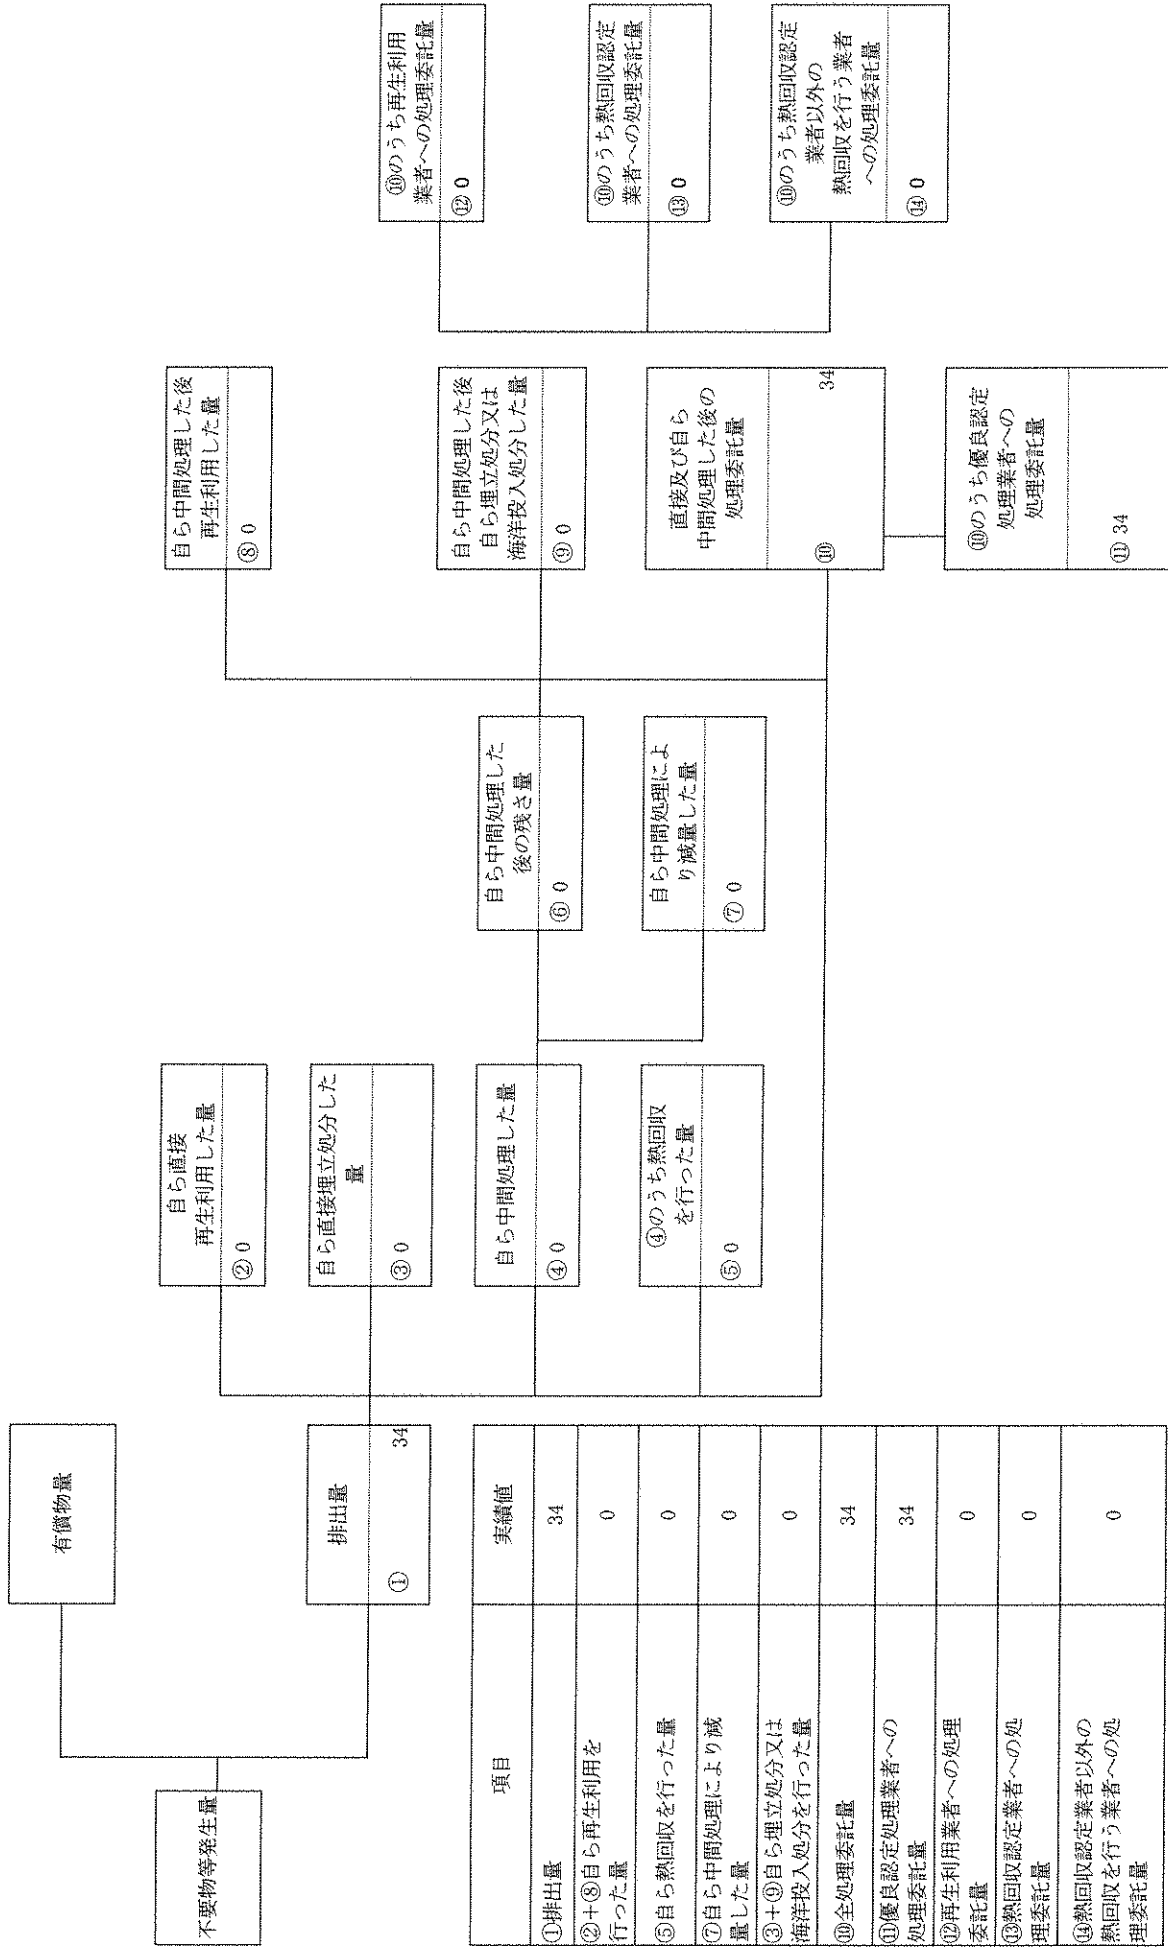 不要物等発生量
有償物量
排出量
① 34
自ら直接
再生利用した量
② 0
自ら直接埋立処分した
量
③ 0
自ら中間処理した量
④ 0
④のうち熱回収
を行った量
⑤ 0
自ら中間処理した
後の残さ量
⑥ 0
自ら中間処理によ
り減量した量
⑦ 0
自ら中間処理した後
再生利用した量
⑧ 0
自ら中間処理した後
自ら埋立処分又は
海洋投入処分した量
⑨ 0
直接及び自ら
中間処理した後の
処理委託量
⑩ 34
⑩のうち優良認定
処理業者への
処理委託量
⑪ 34
⑩のうち再生利用
業者への処理委託量
⑫ 0
⑩のうち熱回収認定
業者への処理委託量
⑬ 0
⑩のうち熱回収認定
業者以外の
熱回収を行う業者
への処理委託量
⑭ 0
項目 実績値
①排出量 34
②+⑧自ら再生利用を
行った量 0
⑤自ら熱回収を行った量 0
⑦自ら中間処理により減
量した量 0
③+⑨自ら埋立処分又は
海洋投入処分を行った量 0
⑩全処理委託量 34
⑪優良認定処理業者への
処理委託量 34
⑫再生利用業者への処理
委託量 0
⑬熱回収認定業者への処
理委託量 0
⑭熱回収認定業者以外の
熱回収を行う業者への処
理委託量 0